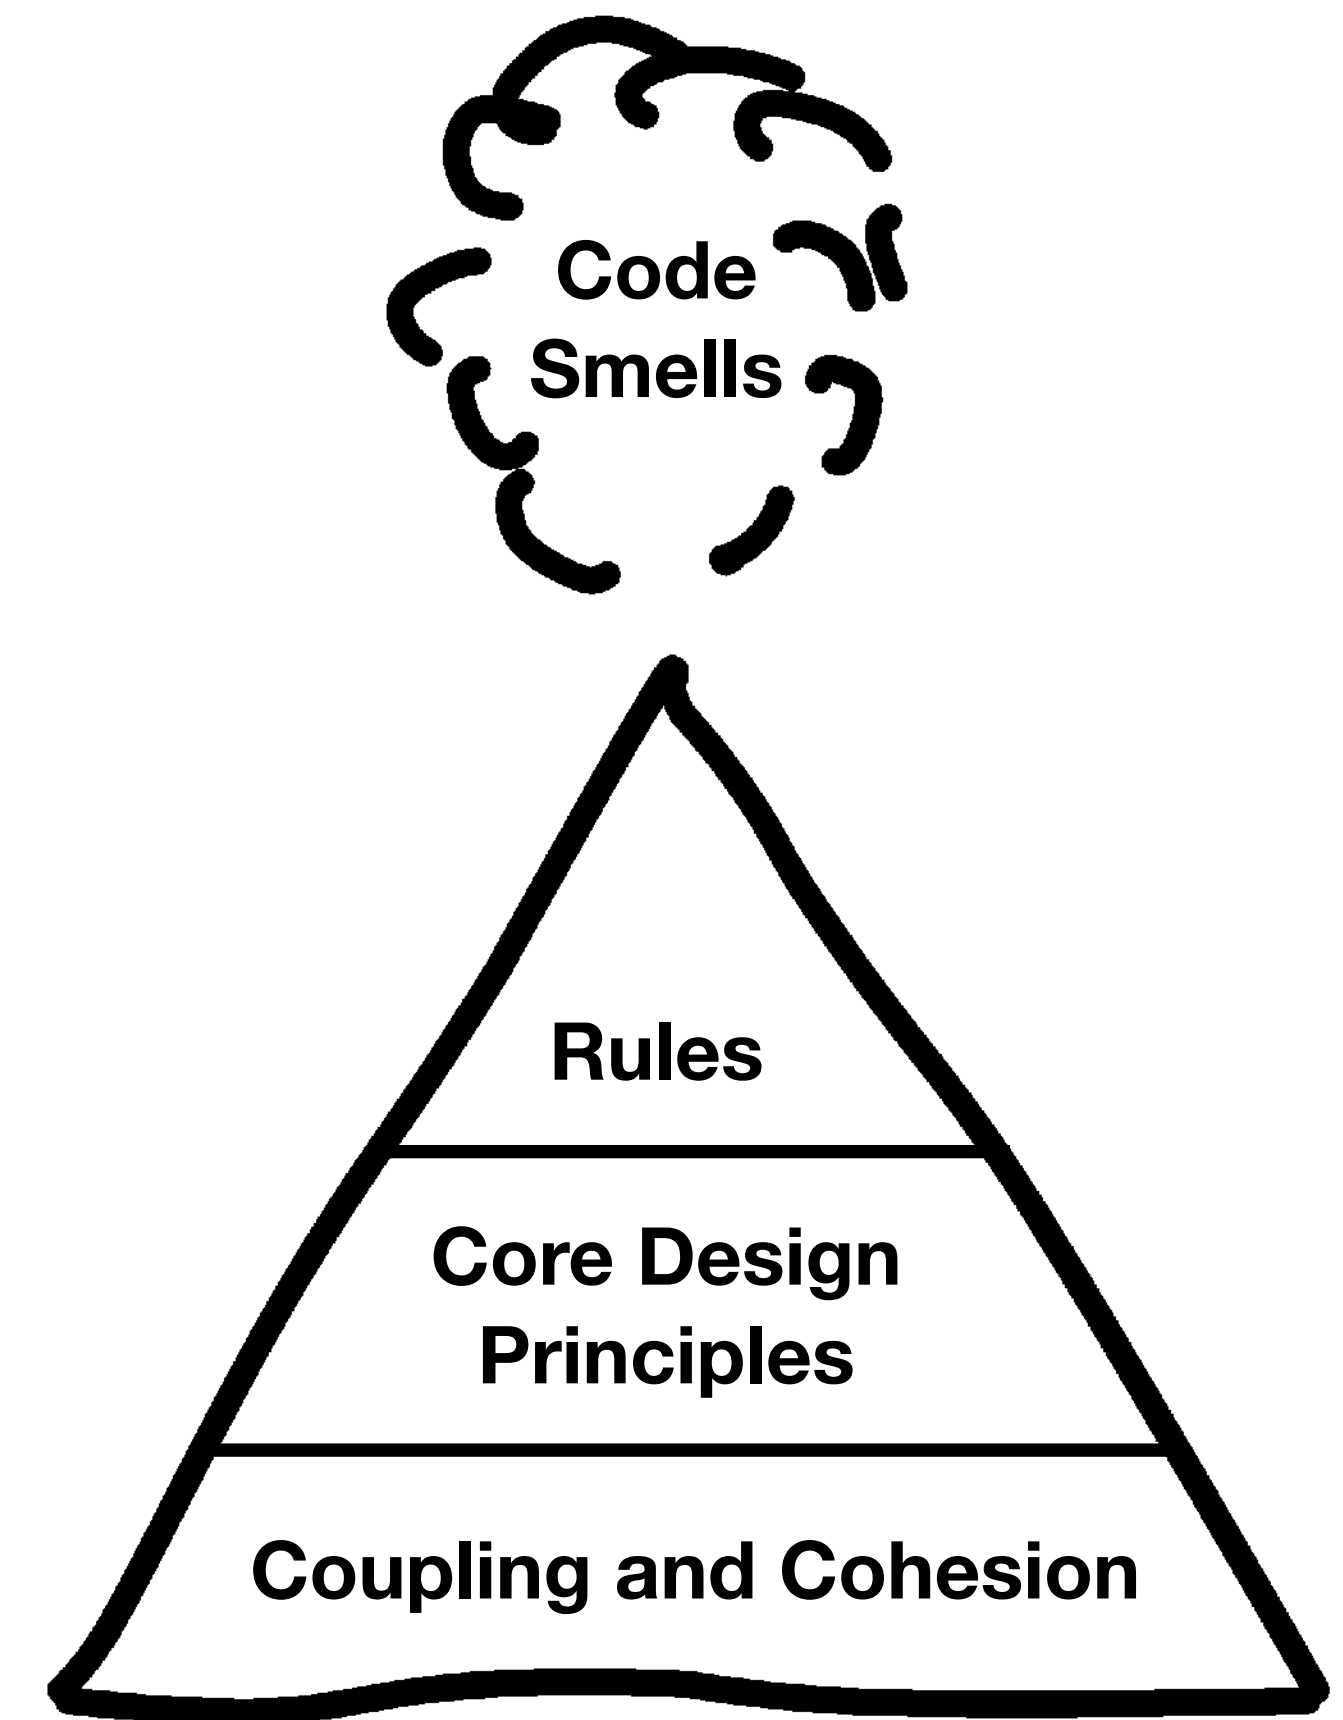 Code
Smells
Rules
Core Design
Principles
Coupling and Cohesion